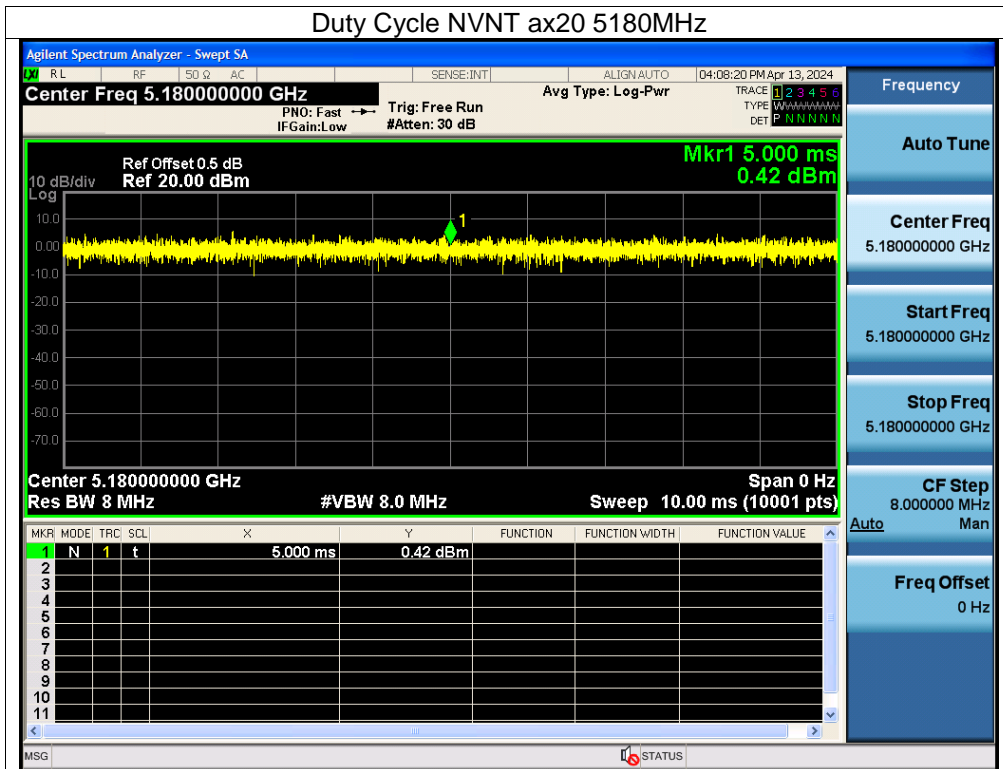 Duty Cycle NVNT ax20 5180MHz
Agilent Spectrum Analyzer - Swept SA
LXI RL RF 50 Ω AC SENSE:INT ALIGN AUTO 04:08:20 PM Apr 13, 2024
Center Freq 5.180000000 GHz Avg Type: Log-Pwr TRACE 1 2 3 4 5 6
PNO: Fast Trig: Free Run TYPE WWWWWW
IFGain:Low #Atten: 30 dB DET P N N N N N
Frequency
Mkr1 5.000 ms
0.42 dBm
Ref Offset 0.5 dB
10 dB/div Ref 20.00 dBm
Log
10.0
0.00
-10.0
-20.0
-30.0
-40.0
-50.0
-60.0
-70.0
1
Center 5.180000000 GHz Span 0 Hz
Res BW 8 MHz #VBW 8.0 MHz Sweep 10.00 ms (10001 pts)
MKR MODE TRC SCL X Y FUNCTION FUNCTION WIDTH FUNCTION VALUE
1 N 1 t 5.000 ms 0.42 dBm
2
3
4
5
6
7
8
9
10
11
MSG STATUS
Auto Tune
Center Freq
5.180000000 GHz
Start Freq
5.180000000 GHz
Stop Freq
5.180000000 GHz
CF Step
8.000000 MHz
Auto Man
Freq Offset
0 Hz